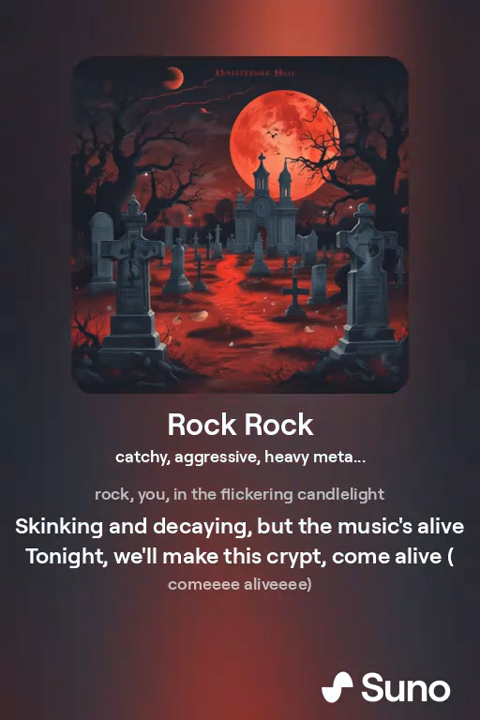 Rock Rock
catchy, aggressive, heavy meta...
rock, you, in the flickering candlelight
Skinking and decaying, but the music's alive
Tonight, we'll make this crypt, come alive (
comeeee aliveeee)
Suno